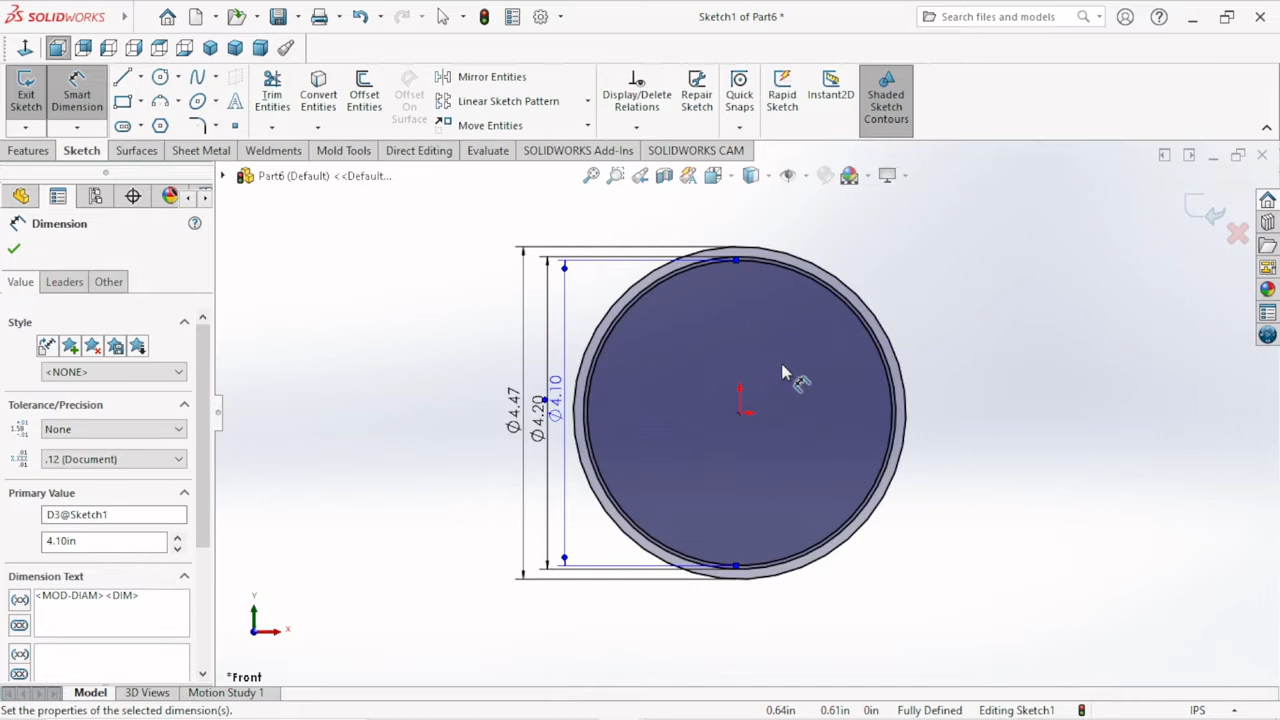 SOLIDWORKS
Sketch1 of Part6 *
Search files and models
Exit Sketch
Smart Dimension
Trim Entities
Convert Entities
Offset Entities
Offset On Surface
Mirror Entities
Linear Sketch Pattern
Move Entities
Display/Delete Relations
Repair Sketch
Quick Snaps
Rapid Sketch
Instant2D
Shaded Sketch Contours
Features
Sketch
Surfaces
Sheet Metal
Weldments
Mold Tools
Direct Editing
Evaluate
SOLIDWORKS Add-Ins
SOLIDWORKS CAM
Part6 (Default) <<Default...
Dimension
Value
Leaders
Other
Style
<NONE>
Tolerance/Precision
None
.12 (Document)
Primary Value
D3@Sketch1
4.10in
Dimension Text
<MOD-DIAM><DIM>
∅4.47
∅4.20
∅4.10
Y
X
*Front
Model
3D Views
Motion Study 1
Set the properties of the selected dimension(s).
0.64in
0.61in
0in
Fully Defined
Editing Sketch1
IPS